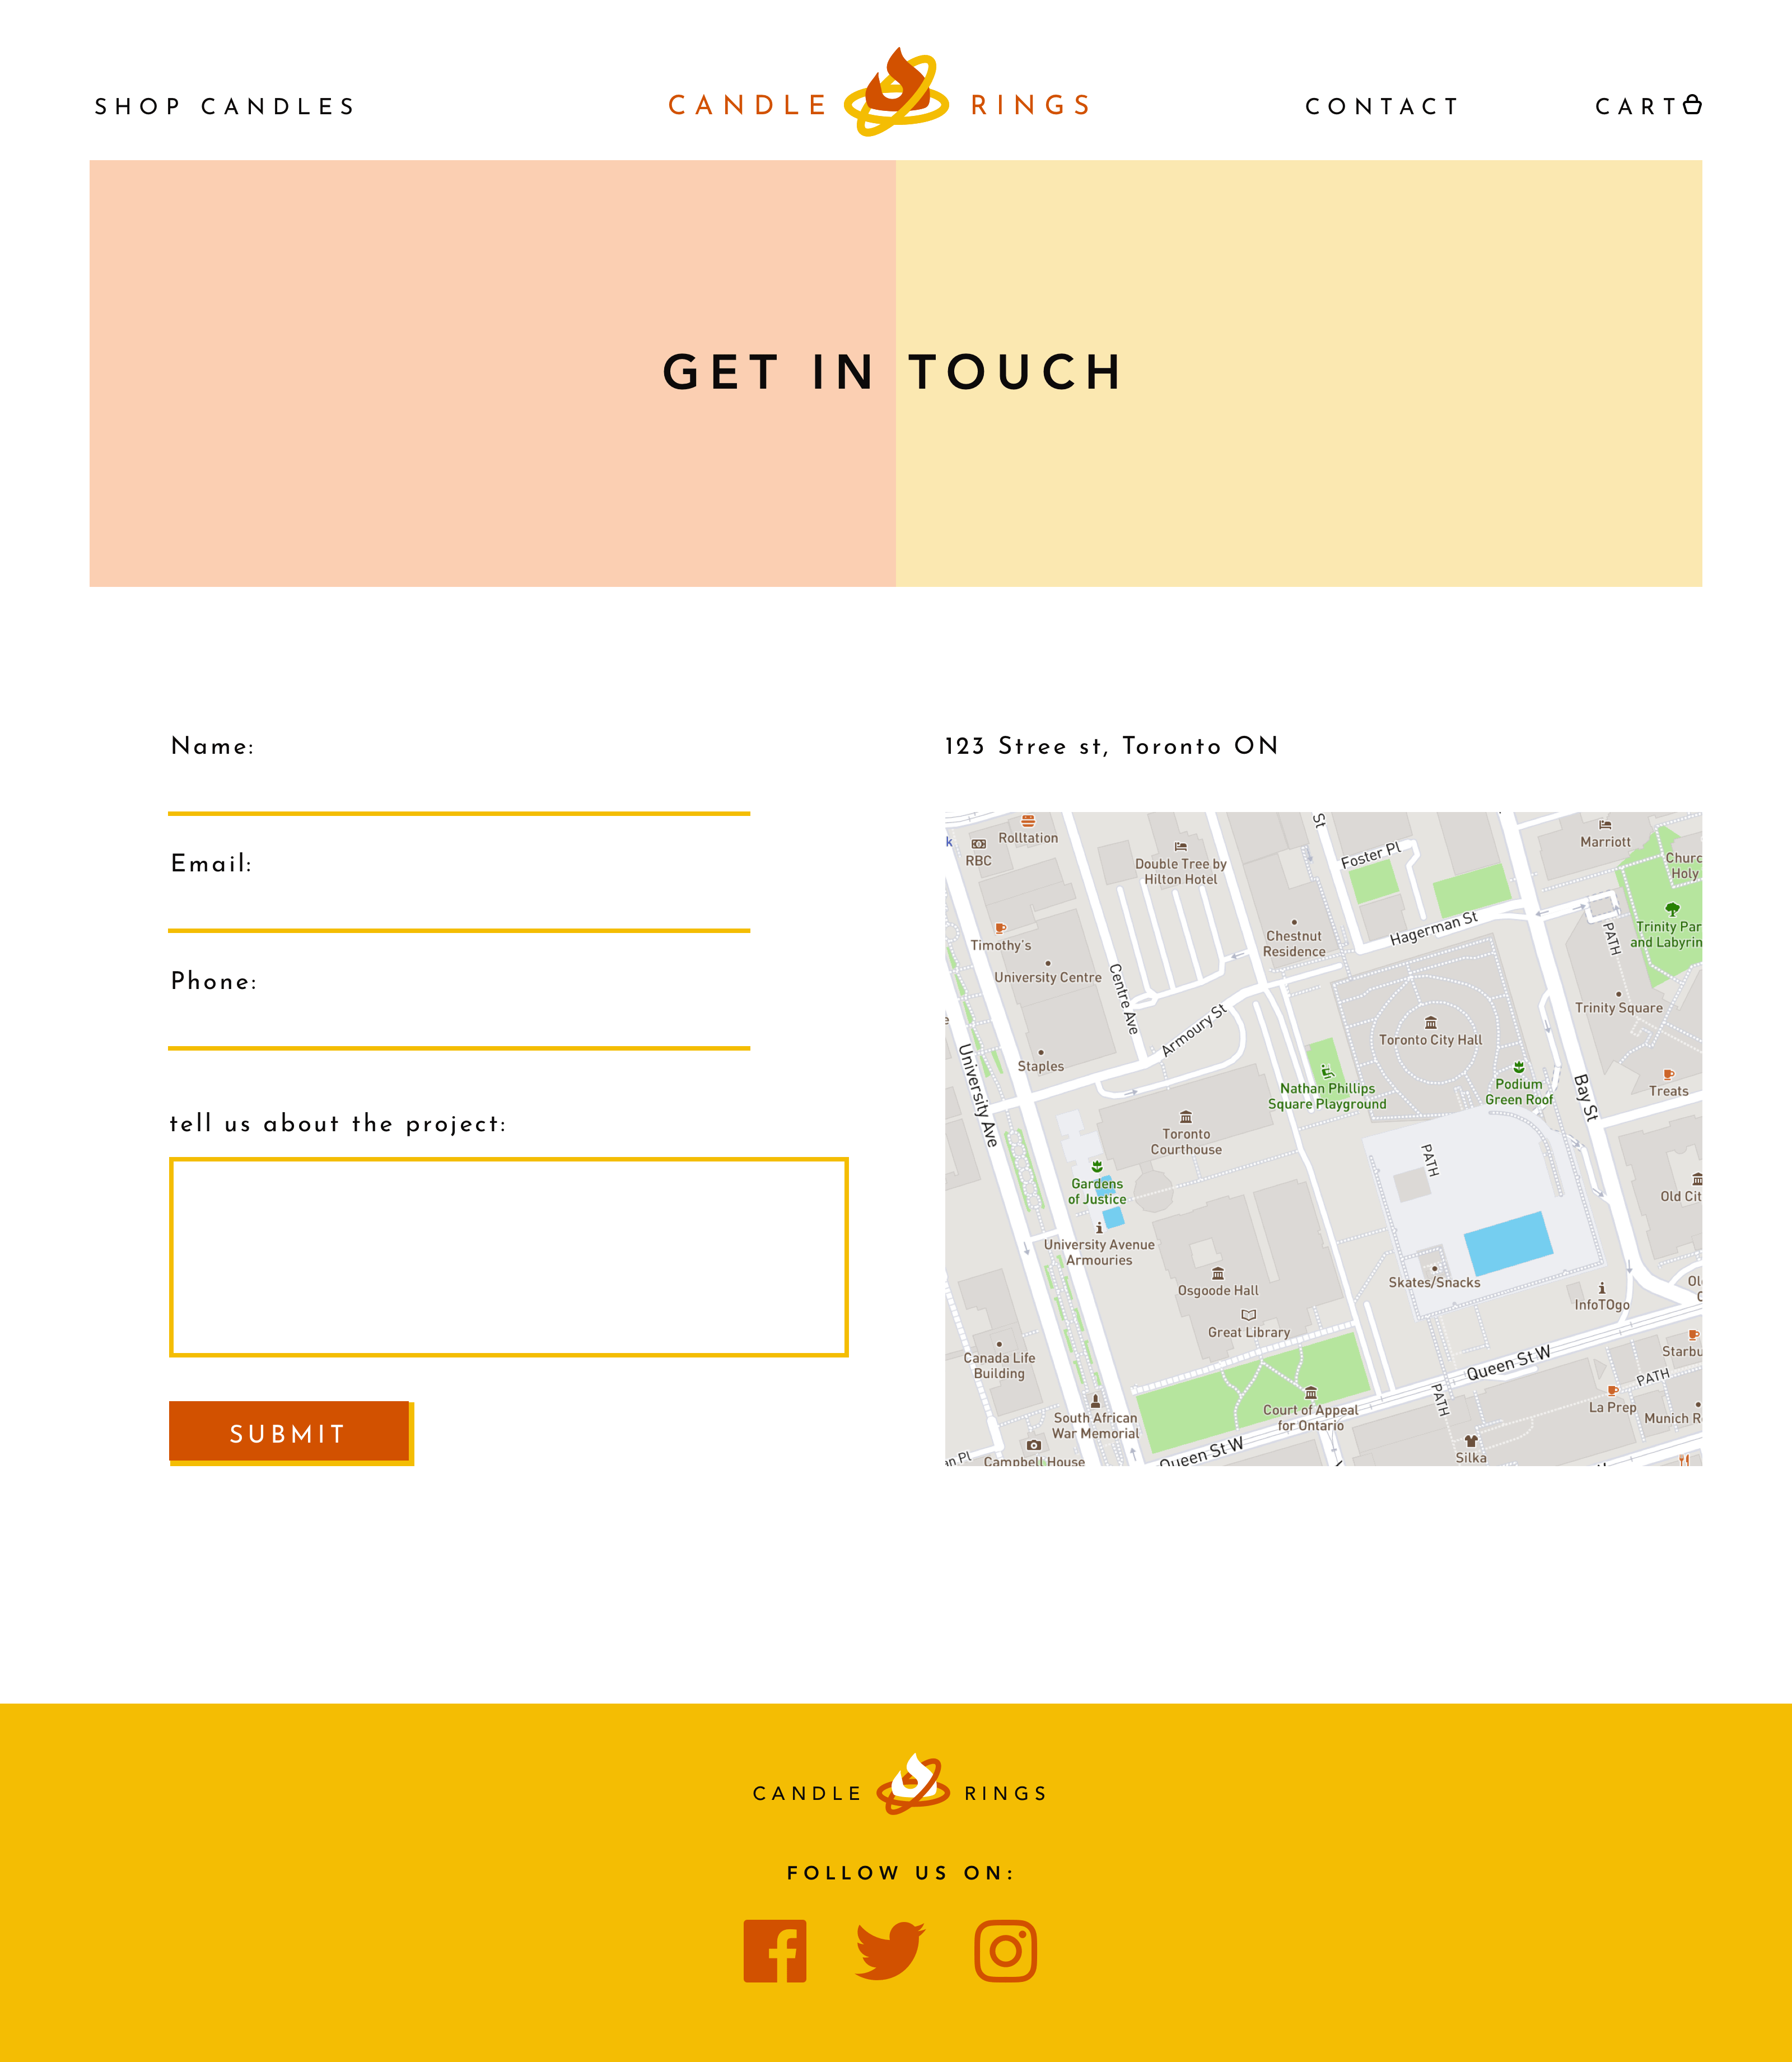 SHOP CANDLES
CANDLE RINGS
CONTACT
CART
GET IN TOUCH
Name:
Email:
Phone:
tell us about the project:
SUBMIT
123 Stree st, Toronto ON
St
Rolltation
RBC
Double Tree by
Hilton Hotel
Foster Pl
Marriott
Churc
Holy
Timothy's
Chestnut
Residence
Hagerman St
PATH
Trinity Par
and Labyrin
University Centre
Centre Ave
Trinity Square
Armoury St
Toronto City Hall
Staples
University Ave
Nathan Phillips
Square Playground
Podium
Green Roof
Bay St
Treats
Toronto
Courthouse
PATH
Gardens
of Justice
Old Cit
University Avenue
Armouries
Osgoode Hall
Skates/Snacks
InfoTOgo
Great Library
Canada Life
Building
Queen St W
Starbu
PATH
PATH
La Prep
Munich R
South African
War Memorial
Court of Appeal
for Ontario
Queen St W
Silka
an Pl
Campbell House
CANDLE RINGS
FOLLOW US ON: